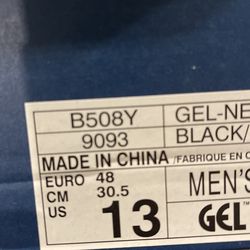 B508Y GEL-NE
9093 BLACK/
MADE IN CHINA /FABRIQUE EN C
EURO 48 MEN'S
CM 30.5
US 13 GEL